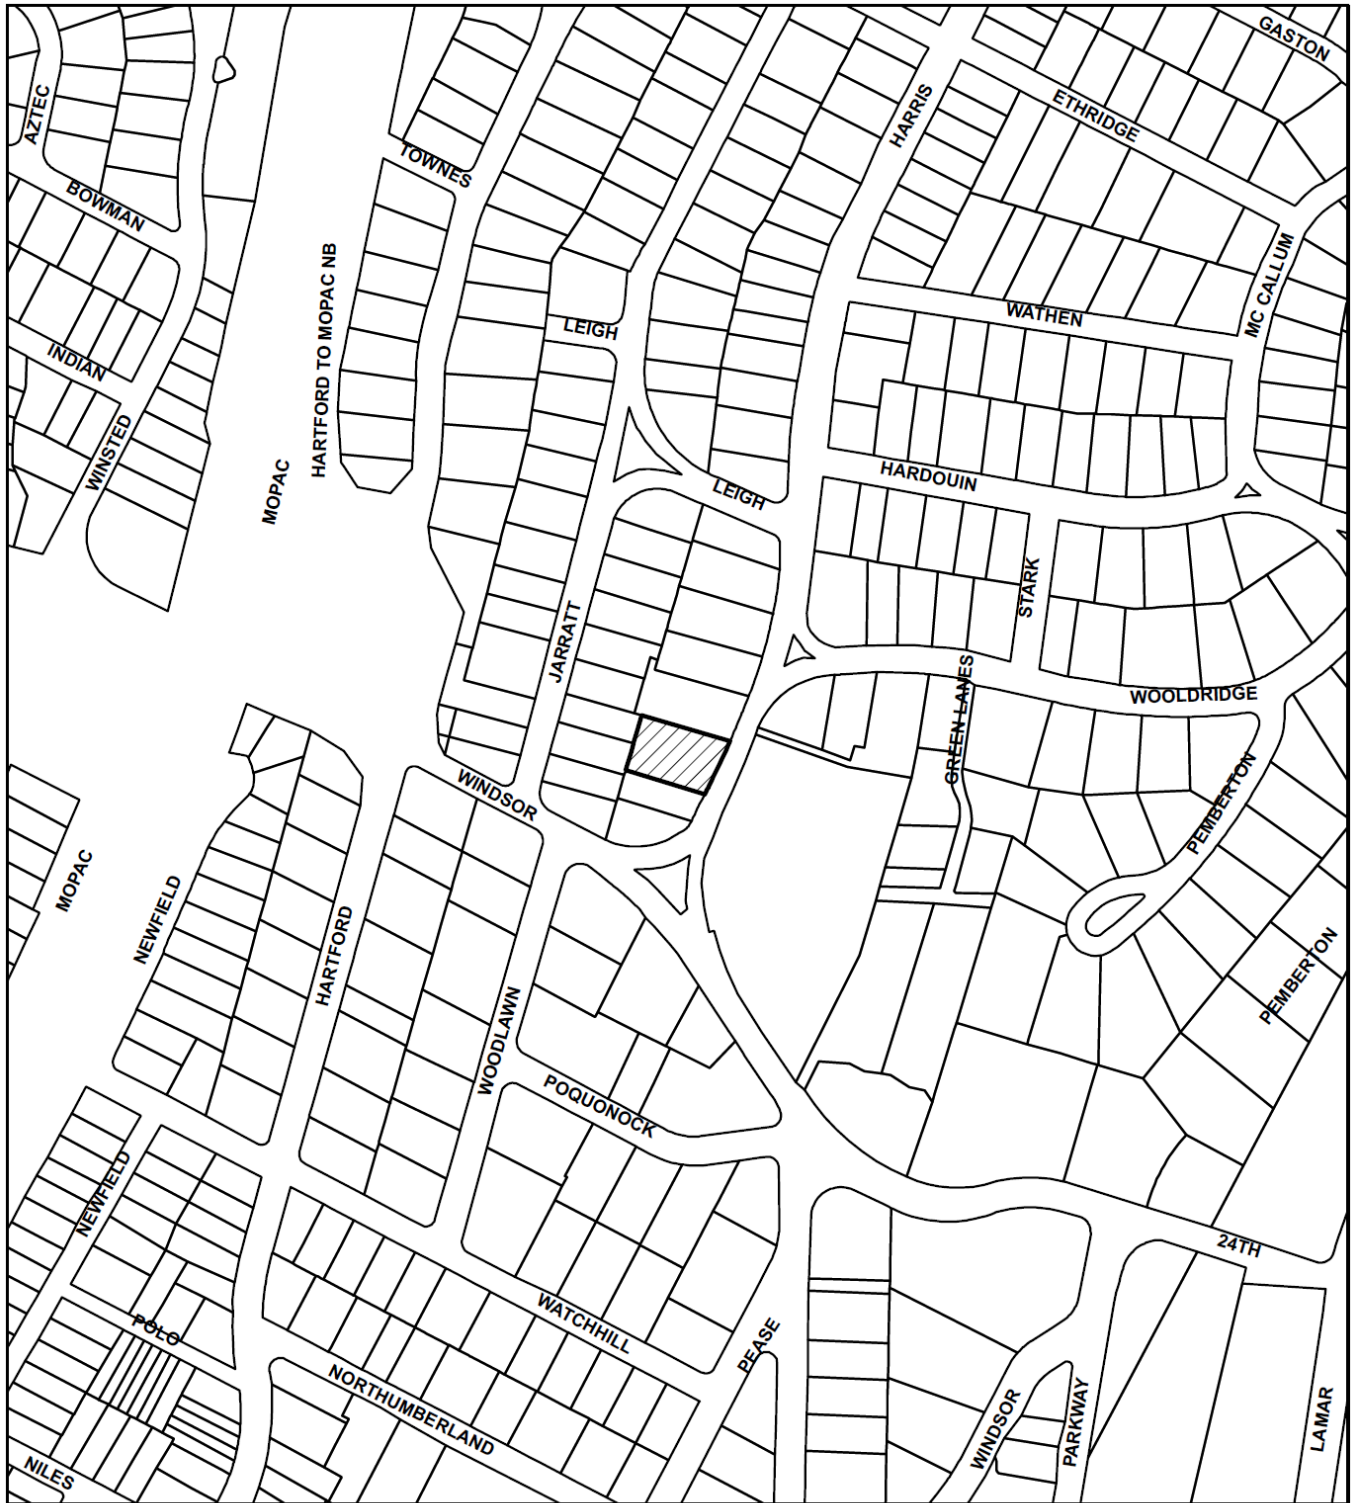 GASTON
AZTEC
HARRIS
ETHRIDGE
TOWNES
BOWMAN
MC CALLUM
HARTFORD TO MOPAC NB
WATHEN
LEIGH
INDIAN
WINSTED
MOPAC
HARDOUIN
LEIGH
STARK
JARRATT
GREEN LANES
WOOLDRIDGE
WINDSOR
PEMBERTON
MOPAC
NEWFIELD
HARTFORD
PEMBERTON
WOODLAWN
POQUONOCK
NEWFIELD
24TH
WATCHHILL
POLO
PEASE
NORTHUMBERLAND
WINDSOR
PARKWAY
LAMAR
NILES